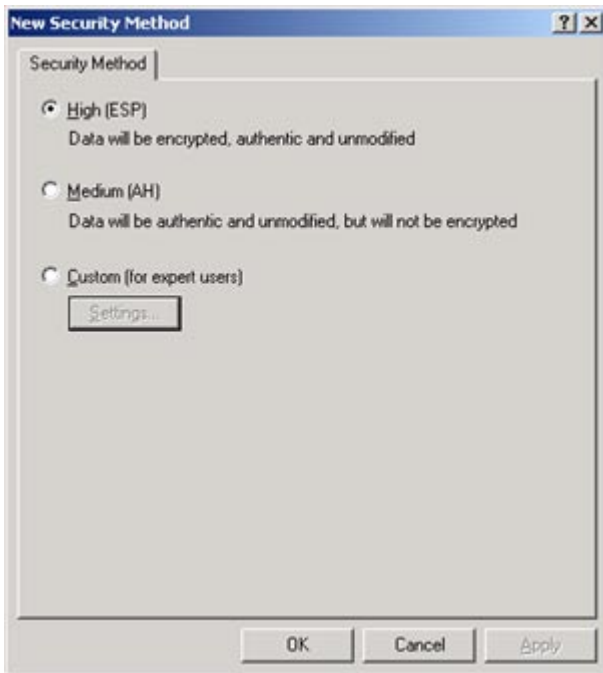 New Security Method
Security Method
High (ESP)
Data will be encrypted, authentic and unmodified
Medium (AH)
Data will be authentic and unmodified, but will not be encrypted
Custom (for expert users)
Settings...
OK Cancel Apply